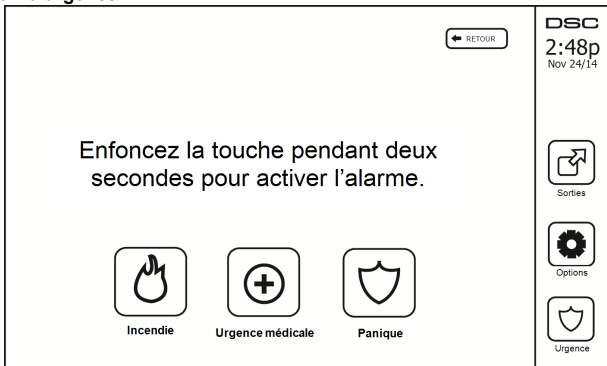 RETOUR
Enfoncez la touche pendant deux
secondes pour activer l’alarme.
Incendie
Urgence médicale
Panique
DSC
2:48p
Nov 24/14
Sorties
Options
Urgence